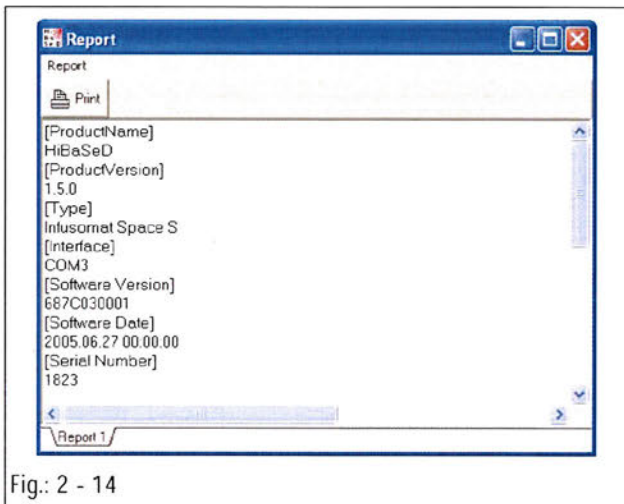 Report
Report
Print
[ProductName]
HiBaSeD
[ProductVersion]
1.5.0
[Type]
Infusomat Space S
[Interface]
COM3
[Software Version]
687C030001
[Software Date]
2005.06.27 00.00.00
[Serial Number]
1823
Report 1
Fig.: 2 - 14